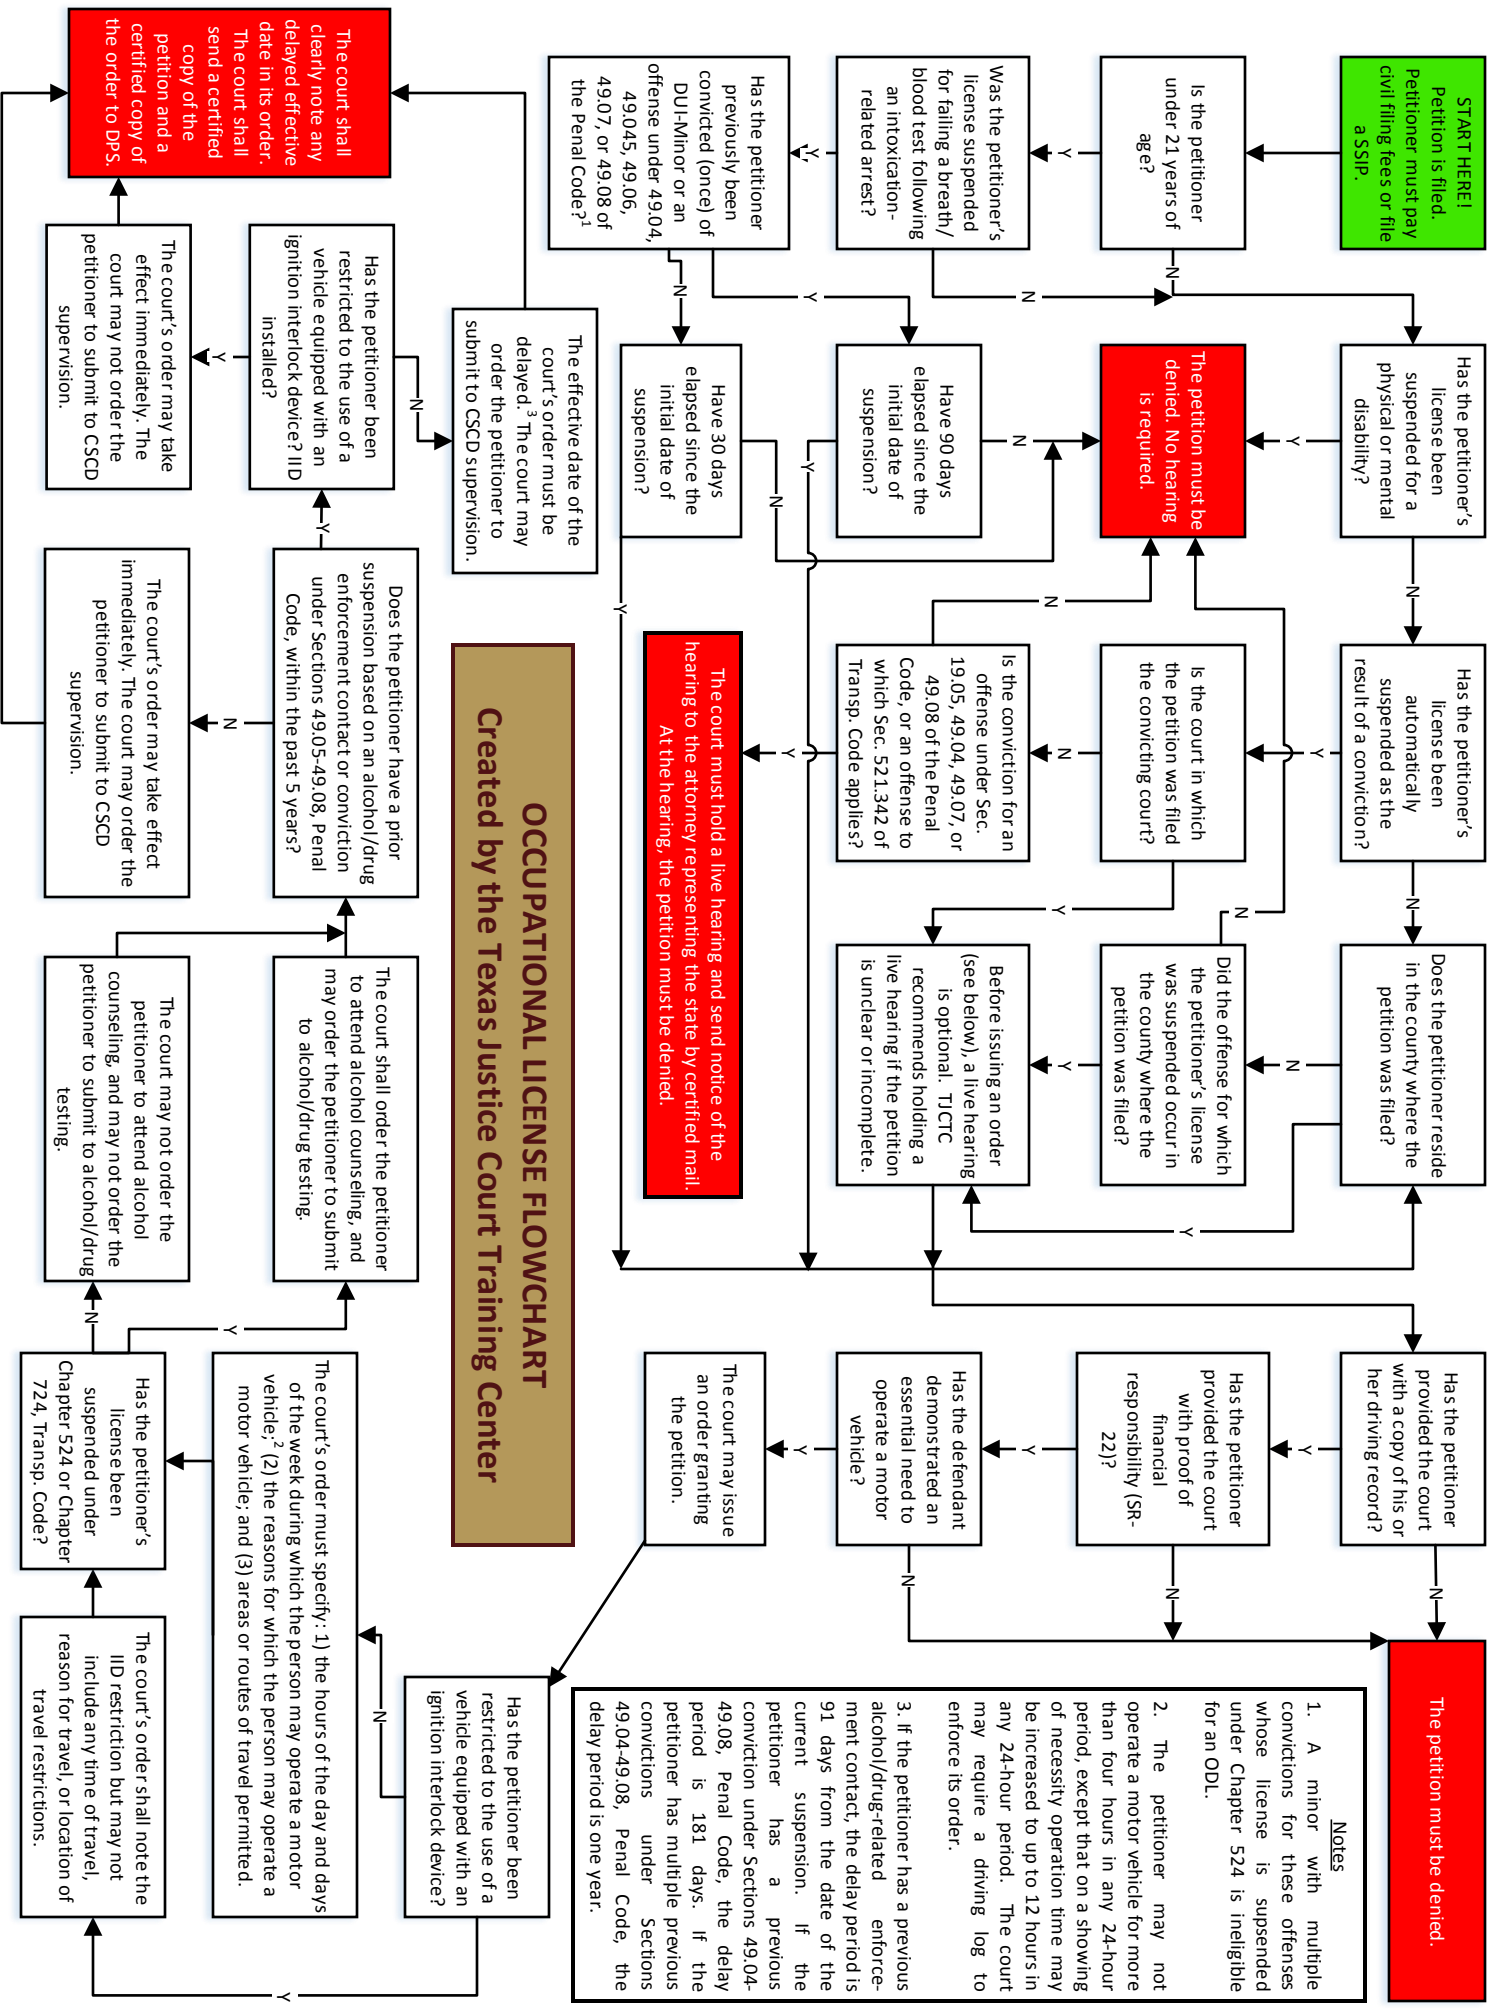 START HERE!
Petition is filed.
Petitioner must pay
civil filing fees or file
a SSIP.
Has the petitioner's
license been
suspended for a
physical or mental
disability?
Has the petitioner's
license been
automatically
suspended as the
result of a conviction?
Does the petitioner reside
in the county where the
petition was filed?
Has the petitioner
provided the court
with a copy of his or
her driving record?
The petition must be denied.
N
N
N
Y
Y
N
Y
Y
N
Is the petitioner
under 21 years of
age?
The petition must be
denied. No hearing
is required.
Is the court in which
the petition was filed
the convicting court?
Did the offense for which
the petitioner's license
was suspended occur in
the county where the
petition was filed?
Has the petitioner
provided the court
with proof of
financial
responsibility (SR-
22)?
N
N
N
Y
N
N
Y
Y
Y
N
Y
Was the petitioner's
license suspended
for failing a breath/
blood test following
an intoxication-
related arrest?
Have 90 days
elapsed since the
initial date of
suspension?
Is the conviction for an
offense under Sec.
19.05, 49.04, 49.07, or
49.08 of the Penal
Code, or an offense to
which Sec. 521.342 of
Transp. Code applies?
Before issuing an order
(see below), a live hearing
is optional. TJCTC
recommends holding a
live hearing if the petition
is unclear or incomplete.
Has the defendant
demonstrated an
essential need to
operate a motor
vehicle?
N
Y
Y
Y
N
Y
Y
Has the petitioner
previously been
convicted (once) of
DUI-Minor or an
offense under 49.04,
49.045, 49.06,
49.07, or 49.08 of
the Penal Code?1
N
Have 30 days
elapsed since the
initial date of
suspension?
Y
The court must hold a live hearing and send notice of the
hearing to the attorney representing the state by certified mail.
At the hearing, the petition must be denied.
The court may issue
an order granting
the petition.
Notes
1. A minor with multiple
convictions for these offenses
whose license is supsended
under Chapter 524 is ineligible
for an ODL.
2. The petitioner may not
operate a motor vehicle for more
than four hours in any 24-hour
period, except that on a showing
of necessity operation time may
be increased to up to 12 hours in
any 24-hour period. The court
may require a driving log to
enforce its order.
3. If the petitioner has a previous
alcohol/drug-related enforce-
ment contact, the delay period is
91 days from the date of the
current suspension. If the
petitioner has a previous
conviction under Sections 49.04-
49.08, Penal Code, the delay
period is 181 days. If the
petitioner has multiple previous
convictions under Sections
49.04-49.08, Penal Code, the
delay period is one year.
OCCUPATIONAL LICENSE FLOWCHART
Created by the Texas Justice Court Training Center
The effective date of the
court's order must be
delayed.3 The court may
order the petitioner to
submit to CSCD supervision.
Has the petitioner been
restricted to the use of a
vehicle equipped with an
ignition interlock device?
N
N
Y
The court shall
clearly note any
delayed effective
date in its order.
The court shall
send a certified
copy of the
petition and a
certified copy of
the order to DPS.
Has the petitioner been
restricted to the use of a
vehicle equipped with an
ignition interlock device? IID
installed?
Y
Does the petitioner have a prior
suspension based on an alcohol/drug
enforcement contact or conviction
under Sections 49.05-49.08, Penal
Code, within the past 5 years?
The court shall order the petitioner
to attend alcohol counseling, and
may order the petitioner to submit
to alcohol/drug testing.
The court's order must specify: 1) the hours of the day and days
of the week during which the person may operate a motor
vehicle;2 (2) the reasons for which the person may operate a
motor vehicle; and (3) areas or routes of travel permitted.
Y
N
Y
The court's order may take
effect immediately. The
court may not order the
petitioner to submit to CSCD
supervision.
The court's order may take effect
immediately. The court may order the
petitioner to submit to CSCD
supervision.
The court may not order the
petitioner to attend alcohol
counseling, and may not order the
petitioner to submit to alcohol/drug
testing.
N
Has the petitioner's
license been
suspended under
Chapter 524 or Chapter
724, Transp. Code?
The court's order shall note the
IID restriction but may not
include any time of travel,
reason for travel, or location of
travel restrictions.